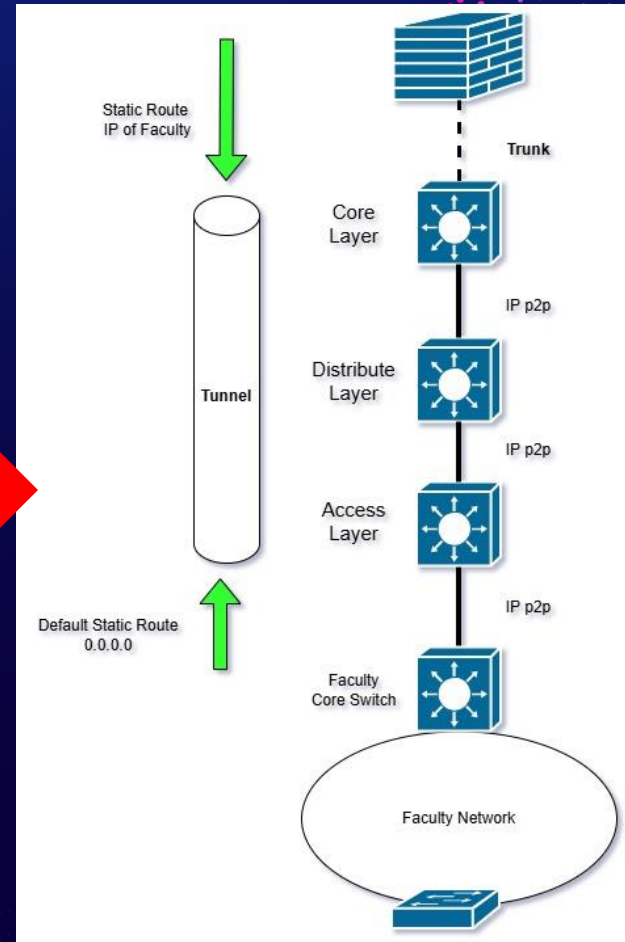 Static Route
IP of Faculty
Trunk
Core
Layer
IP p2p
Distribute
Layer
Tunnel
IP p2p
Access
Layer
IP p2p
Default Static Route
0.0.0.0
Faculty
Core Switch
Faculty Network